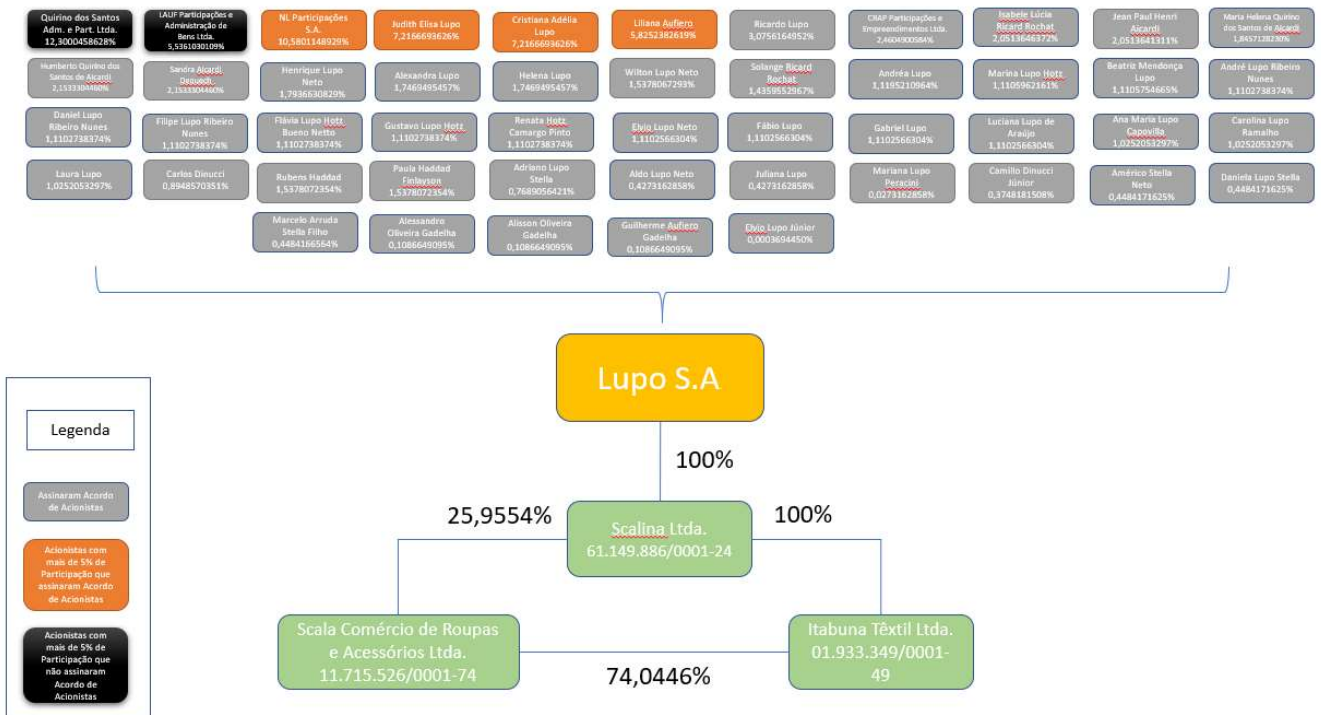 Quirino dos Santos
Adm. e Part. Ltda.
12,3000458628%
LAUF Participações e
Administração de
Bens Ltda.
5,5361030109%
NL Participações
S.A.
10,5801148929%
Judith Elisa Lupo
7,2166693626%
Cristiana Adélia
Lupo
7,2166693626%
Liliana Aufiero
5,8252382619%
Ricardo Lupo
3,0756164952%
CRAP Participações e
Empreendimentos Ltda.
2,4604900584%
Isabele Lúcia
Ricard Rochat
2,0513646372%
Jean Paul Henri
Aicardi
2,0513641311%
Maria Helena Quirino
dos Santos de Aicardi
1,8457128230%
Humberto Quirino dos
Santos de Aicardi
2,1533304460%
Sandra Aicardi
2,1533304460%
Henrique Lupo
Neto
1,7936630829%
Alexandra Lupo
1,7469495457%
Helena Lupo
1,7469495457%
Wilton Lupo Neto
1,5378067293%
Solange Ricard
Rochat
1,4359552967%
Andréa Lupo
1,1195210964%
Marina Lupo Hotz
1,1105962161%
Beatriz Mendonça
Lupo
1,1105754665%
André Lupo Ribeiro
Nunes
1,1102738374%
Daniel Lupo
Ribeiro Nunes
1,1102738374%
Filipe Lupo Ribeiro
Nunes
1,1102738374%
Flávia Lupo Hotz
Bueno Netto
1,1102738374%
Gustavo Lupo Hotz
1,1102738374%
Renata Hotz
Camargo Pinto
1,1102738374%
Elvio Lupo Neto
1,1102566304%
Fábio Lupo
1,1102566304%
Gabriel Lupo
1,1102566304%
Luciana Lupo de
Araújo
1,1102566304%
Ana Maria Lupo
Capovilla
1,0252053297%
Carolina Lupo
Ramalho
1,0252053297%
Laura Lupo
1,0252053297%
Carlos Dinucci
0,8948570351%
Rubens Haddad
1,5378072354%
Paula Haddad
Finlayson
1,5378072354%
Adriano Lupo
Stella
0,7689056421%
Aldo Lupo Neto
0,4273162858%
Juliana Lupo
0,4273162858%
Mariana Lupo
Peracini
0,0273162858%
Camillo Dinucci
Júnior
0,3748181508%
Américo Stella
Neto
0,4484171625%
Daniela Lupo Stella
0,4484171625%
Marcelo Arruda
Stella Filho
0,4484166564%
Alessandro
Oliveira Gadelha
0,1086649095%
Alisson Oliveira
Gadelha
0,1086649095%
Guilherme Aufiero
Gadelha
0,1086649095%
Elvio Lupo Júnior
0,0003694450%
Lupo S.A
100%
25,9554%
Scalina Ltda.
61.149.886/0001-24
100%
Scala Comércio de Roupas
e Acessórios Ltda.
11.715.526/0001-74
74,0446%
Itabuna Têxtil Ltda.
01.933.349/0001-
49
Legenda
Assinaram Acordo
de Acionistas
Acionistas com
mais de 5% de
Participação que
assinaram Acordo
de Acionistas
Acionistas com
mais de 5% de
Participação que
não assinaram
Acordo de
Acionistas